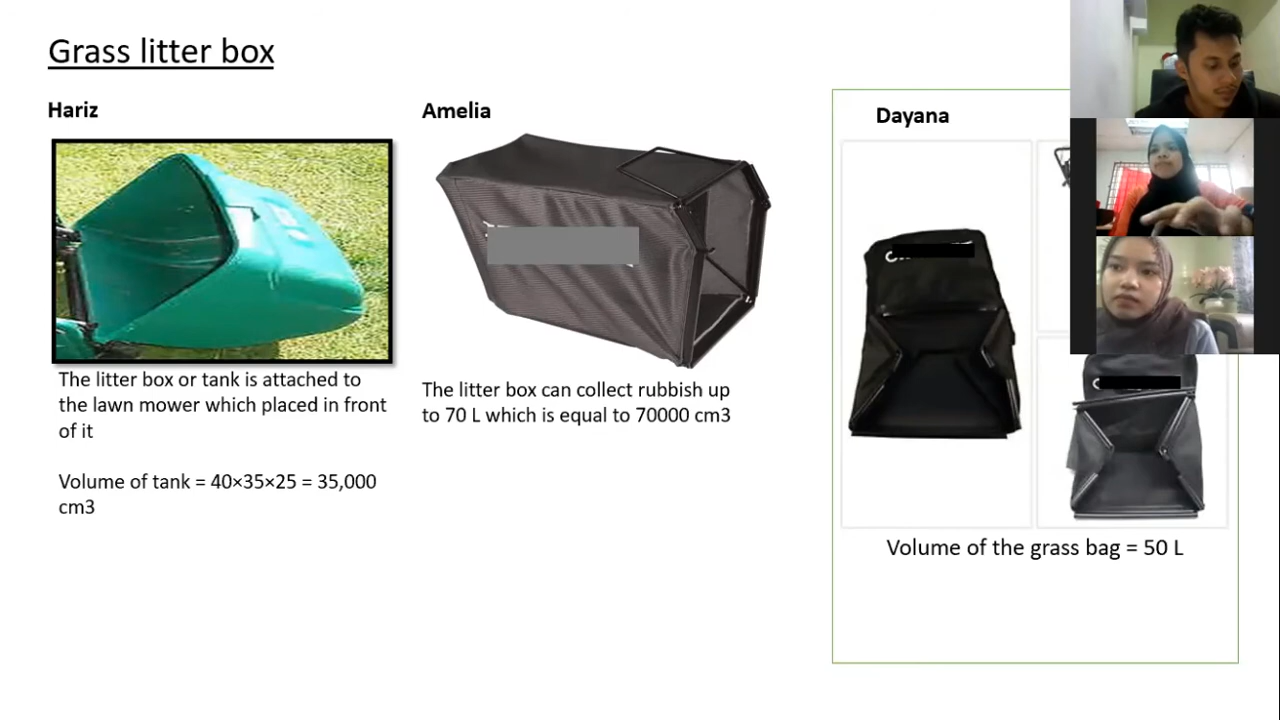 Grass litter box
Hariz
Amelia
Dayana
The litter box or tank is attached to
the lawn mower which placed in front
of it
Volume of tank = 40×35×25 = 35,000
cm3
The litter box can collect rubbish up
to 70 L which is equal to 70000 cm3
Volume of the grass bag = 50 L